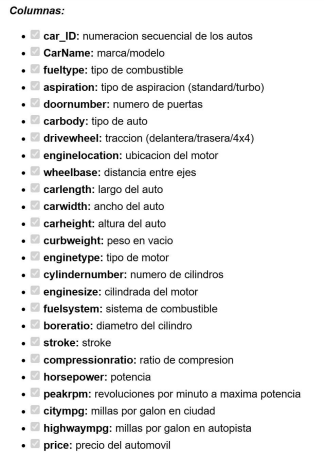 Columnas:
car_ID: numeracion secuencial de los autos
CarName: marca/modelo
fueltype: tipo de combustible
aspiration: tipo de aspiracion (standard/turbo)
doornumber: numero de puertas
carbody: tipo de auto
drivewheel: traccion (delantera/trasera/4x4)
enginelocation: ubicacion del motor
wheelbase: distancia entre ejes
carlength: largo del auto
carwidth: ancho del auto
carheight: altura del auto
curbweight: peso en vacio
enginetype: tipo de motor
cylindernumber: numero de cilindros
enginesize: cilindrada del motor
fuelsystem: sistema de combustible
boreratio: diametro del cilindro
stroke: stroke
compressionratio: ratio de compresion
horsepower: potencia
peakrpm: revoluciones por minuto a maxima potencia
citympg: millas por galon en ciudad
highwaympg: millas por galon en autopista
price: precio del automovil